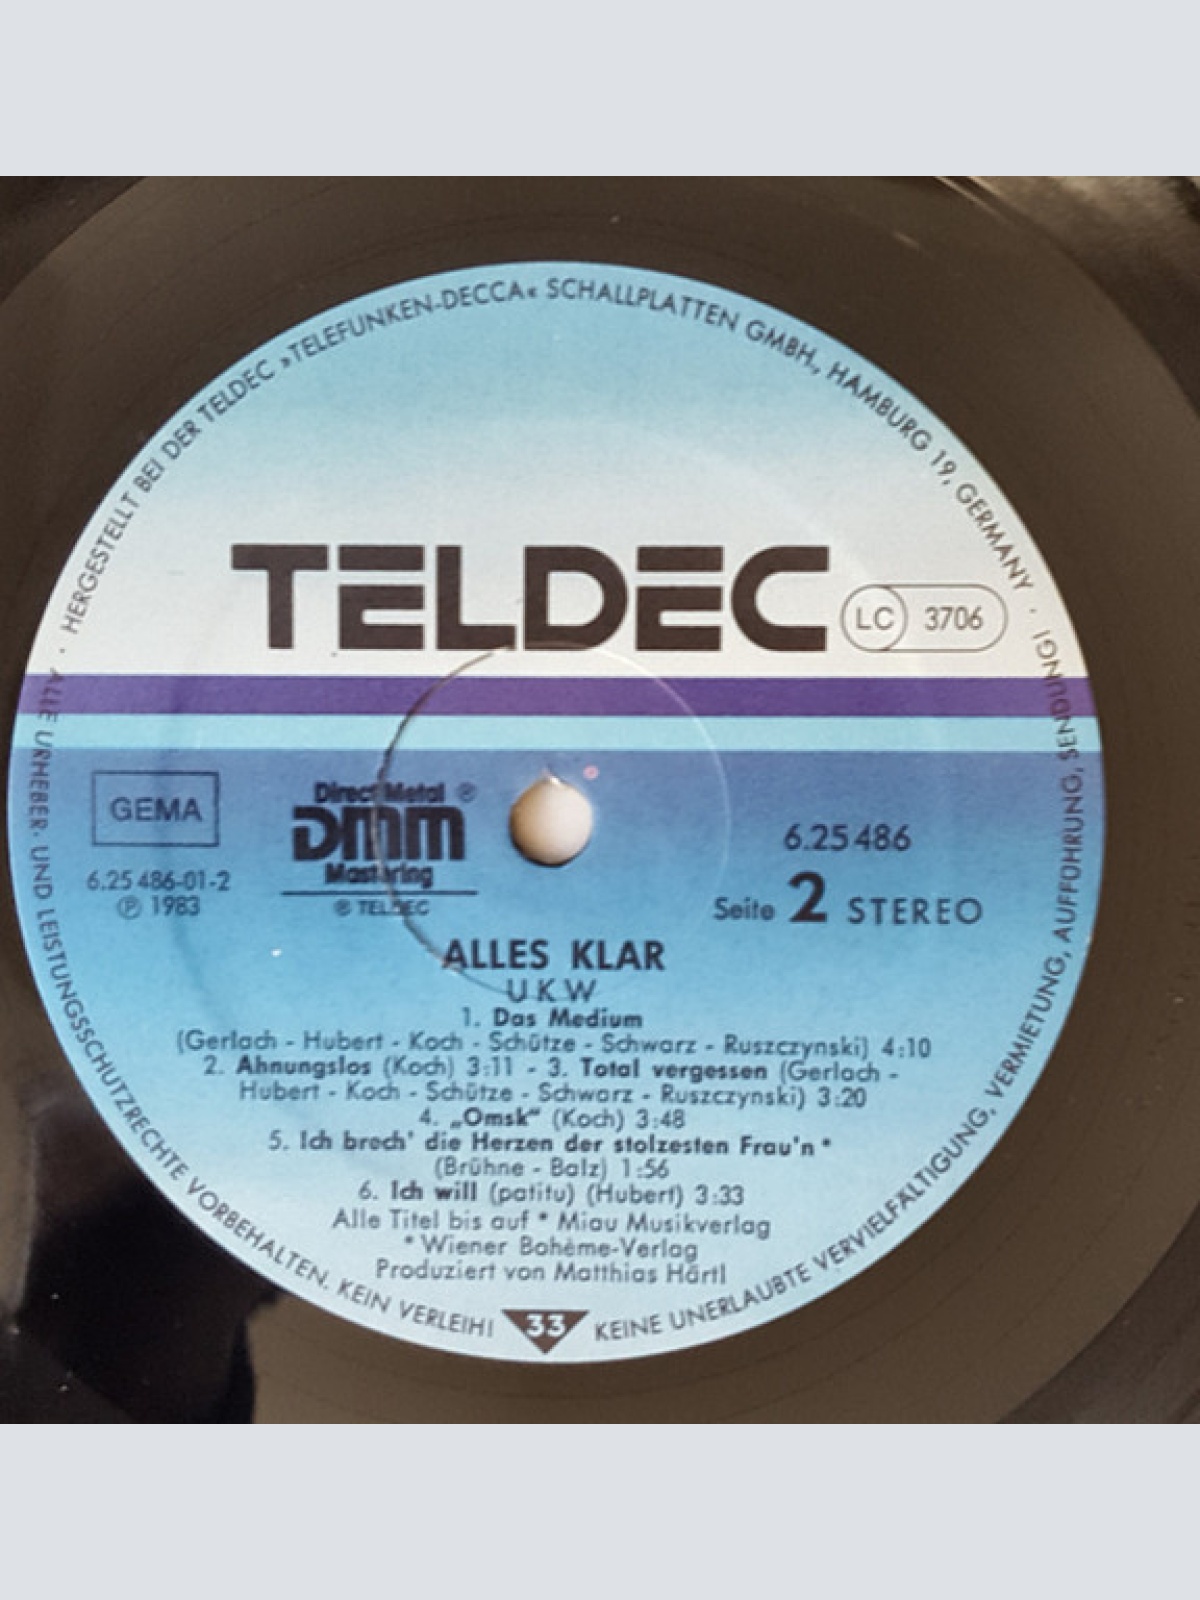 HERGESTELLT BEI DER TELDEC »TELEFUNKEN-DECCA« SCHALLPLATTEN GMBH., HAMBURG 19, GERMANY ·
TELDEC
LC 3706
GEMA
Direct Metal ℗
DMM
Mastering
® TELDEC
6.25486-01-2
℗ 1983
6.25486
Seite 2 STEREO
ALLES KLAR
UKW
1. Das Medium
(Gerlach - Hubert - Koch - Schütze - Schwarz - Ruszczynski) 4:10
2. Ahnungslos (Koch) 3:11 - 3. Total vergessen (Gerlach -
Hubert - Koch - Schütze - Schwarz - Ruszczynski) 3:20
4. „Omsk“ (Koch) 3:48
5. Ich brech' die Herzen der stolzesten Frau'n *
(Brühne - Balz) 1:56
6. Ich will (patitu) (Hubert) 3:33
Alle Titel bis auf * Miau Musikverlag
* Wiener Bohème-Verlag
Produziert von Matthias Härtl
· ALLE URHEBER- UND LEISTUNGSSCHUTZRECHTE VORBEHALTEN. KEIN VERLEIH!
33
KEINE UNERLAUBTE VERVIELFÄLTIGUNG, VERMIETUNG, AUFFÜHRUNG, SENDUNG!